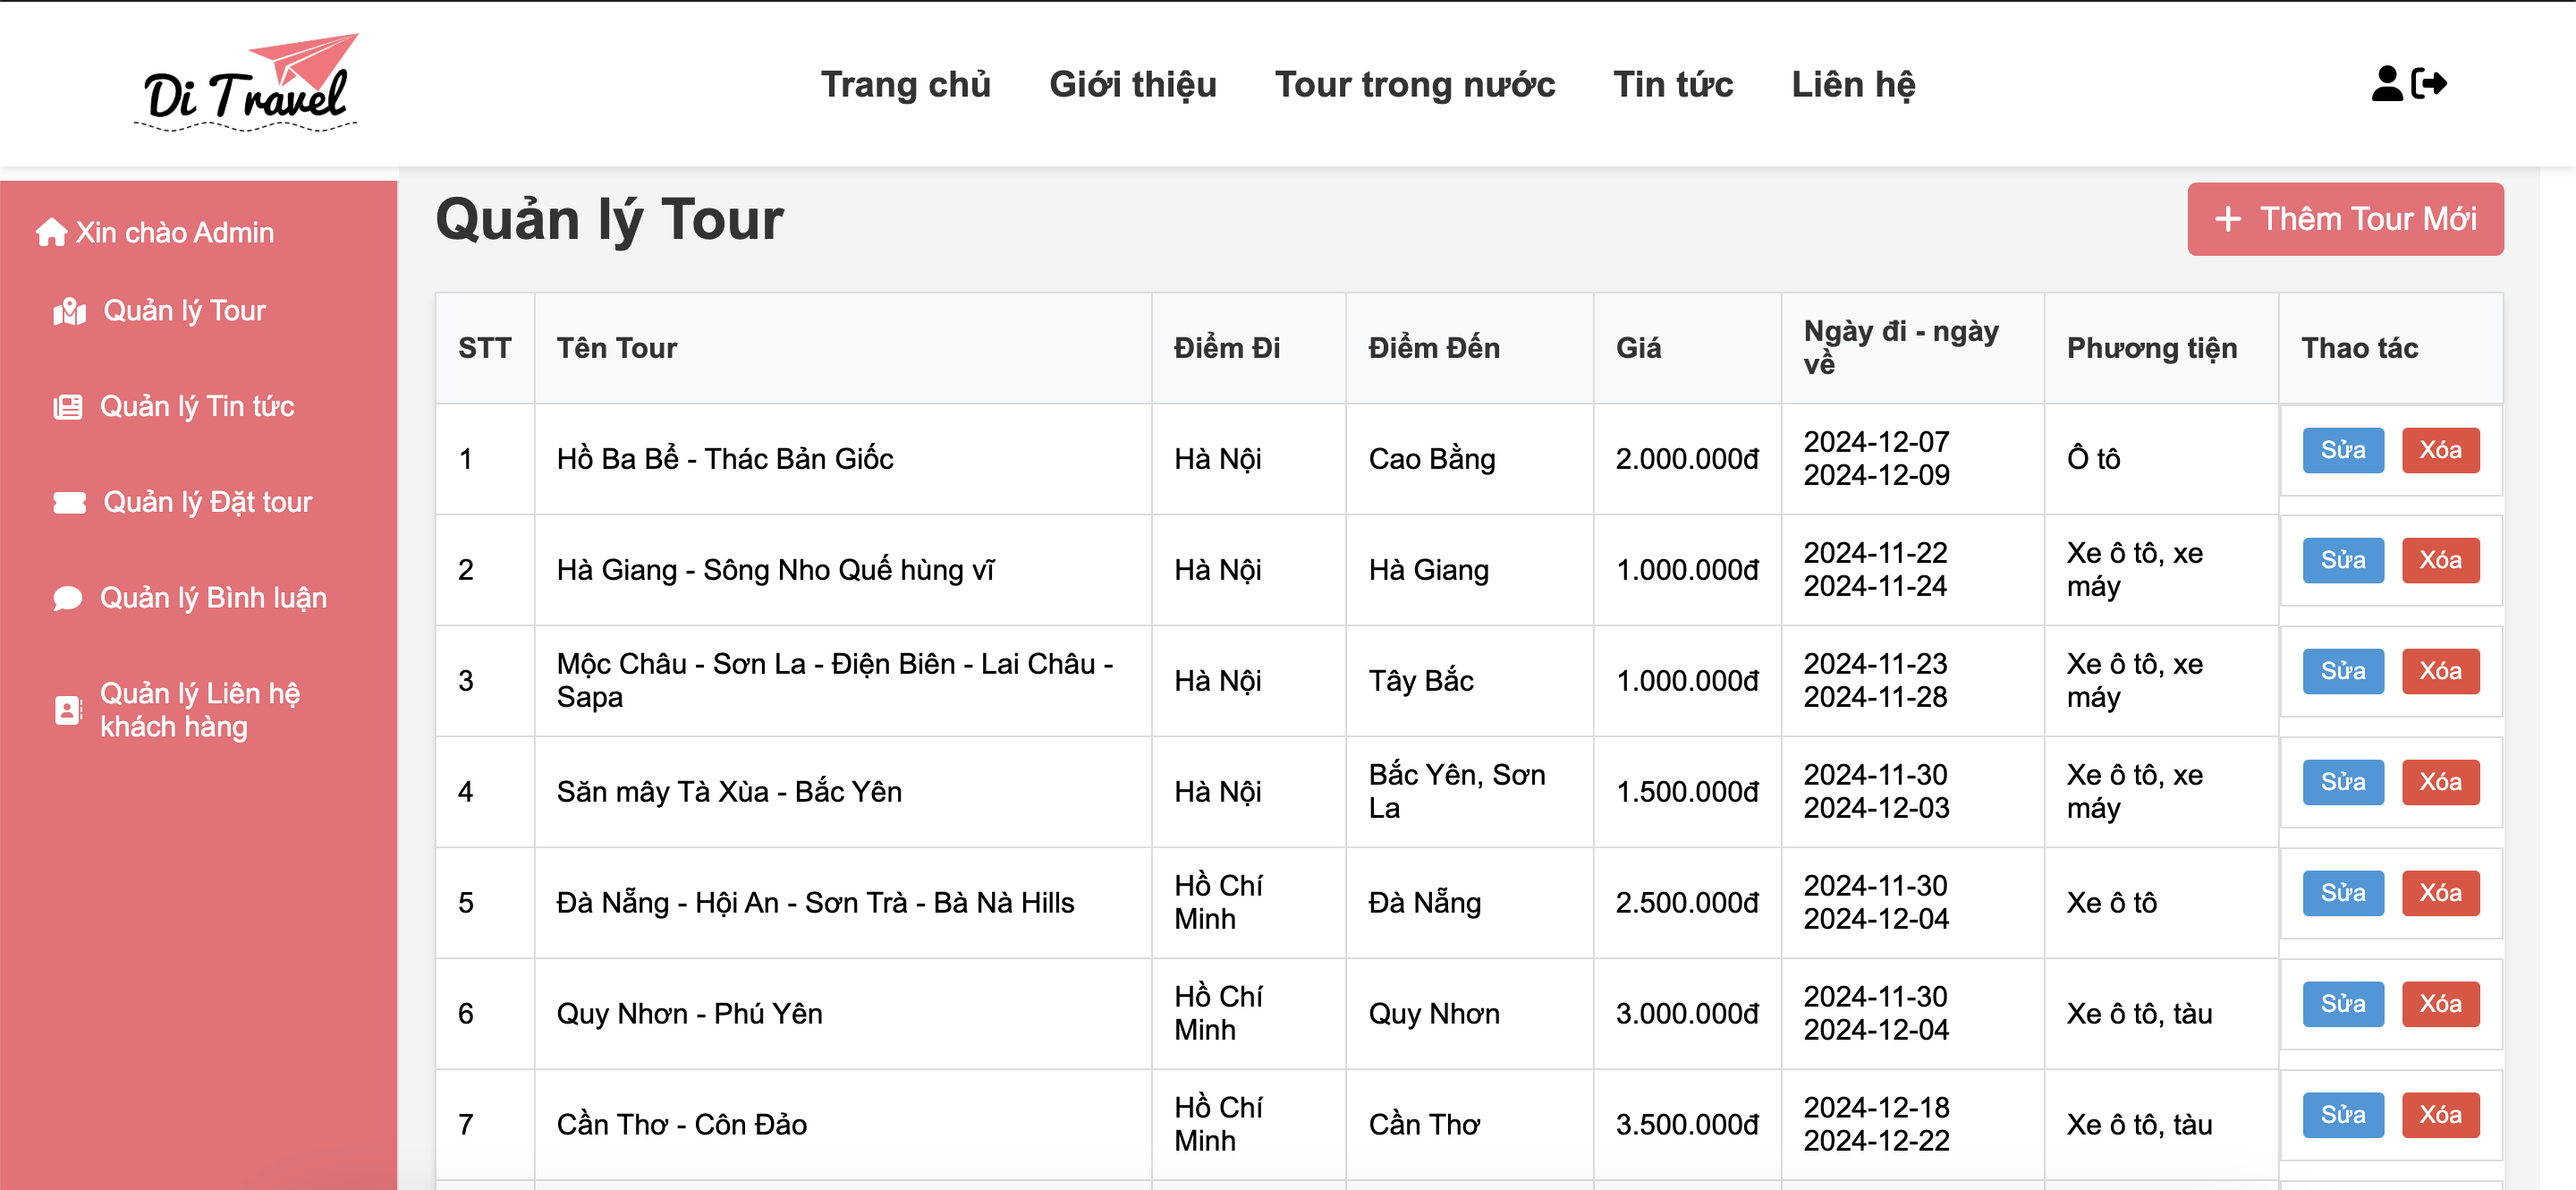 Di Travel
Trang chủ Giới thiệu Tour trong nước Tin tức Liên hệ
Xin chào Admin
Quản lý Tour
Quản lý Tin tức
Quản lý Đặt tour
Quản lý Bình luận
Quản lý Liên hệ
khách hàng
Quản lý Tour
+ Thêm Tour Mới
STT Tên Tour Điểm Đi Điểm Đến Giá Ngày đi - ngày về Phương tiện Thao tác
1 Hồ Ba Bể - Thác Bản Giốc Hà Nội Cao Bằng 2.000.000đ 2024-12-07 2024-12-09 Ô tô Sửa Xóa
2 Hà Giang - Sông Nho Quế hùng vĩ Hà Nội Hà Giang 1.000.000đ 2024-11-22 2024-11-24 Xe ô tô, xe máy Sửa Xóa
3 Mộc Châu - Sơn La - Điện Biên - Lai Châu - Sapa Hà Nội Tây Bắc 1.000.000đ 2024-11-23 2024-11-28 Xe ô tô, xe máy Sửa Xóa
4 Săn mây Tà Xùa - Bắc Yên Hà Nội Bắc Yên, Sơn La 1.500.000đ 2024-11-30 2024-12-03 Xe ô tô, xe máy Sửa Xóa
5 Đà Nẵng - Hội An - Sơn Trà - Bà Nà Hills Hồ Chí Minh Đà Nẵng 2.500.000đ 2024-11-30 2024-12-04 Xe ô tô Sửa Xóa
6 Quy Nhơn - Phú Yên Hồ Chí Minh Quy Nhơn 3.000.000đ 2024-11-30 2024-12-04 Xe ô tô, tàu Sửa Xóa
7 Cần Thơ - Côn Đảo Hồ Chí Minh Cần Thơ 3.500.000đ 2024-12-18 2024-12-22 Xe ô tô, tàu Sửa Xóa